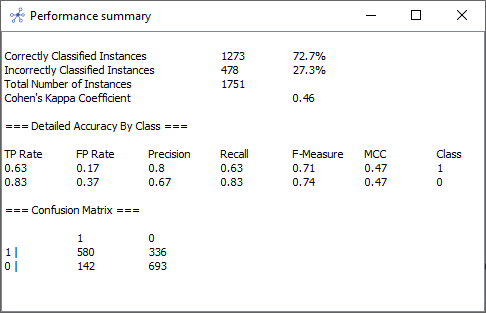 Performance summary
Correctly Classified Instances 1273 72.7%
Incorrectly Classified Instances 478 27.3%
Total Number of Instances 1751
Cohen's Kappa Coefficient 0.46
=== Detailed Accuracy By Class ===
TP Rate FP Rate Precision Recall F-Measure MCC Class
0.63 0.17 0.8 0.63 0.71 0.47 1
0.83 0.37 0.67 0.83 0.74 0.47 0
=== Confusion Matrix ===
1 0
1 | 580 336
0 | 142 693